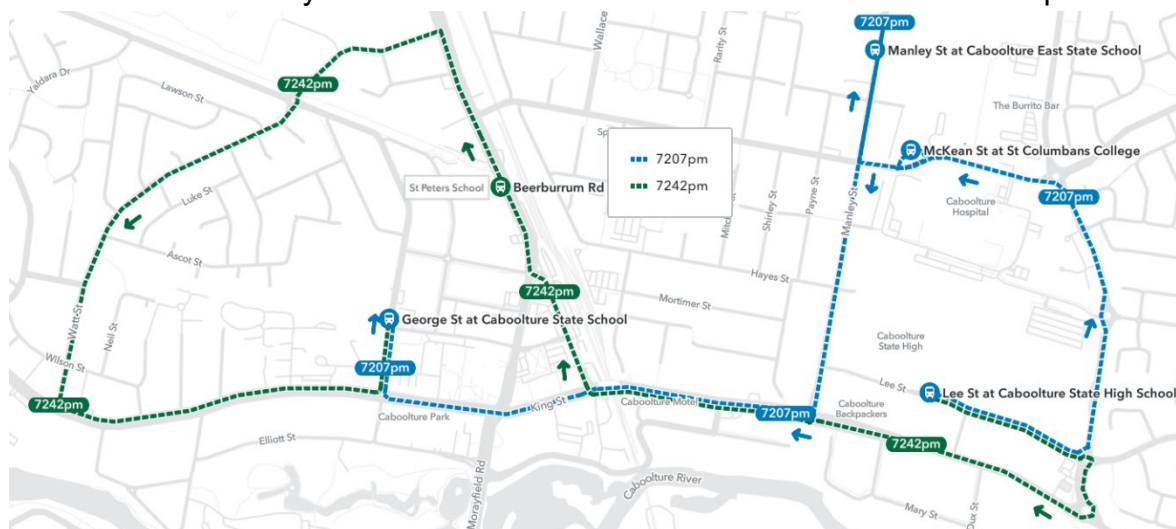 7207pm
Manley St at Caboolture East State School
Wallace
Rarity St
Yaldara Dr
7242pm
Lawson St
The Burrito Bar
7207pm
7242pm
McKean St at St Columbans College
St Peters School
Beerburrum Rd
Payne St
Shirley St
Manley St
Caboolture
Hospital
7207pm
Luke St
Ascot St
Hayes St
7242pm
Mortimer St
George St at Caboolture State School
Watt St
Neil St
Caboolture
State High
Wilson St
7207pm
Lee St
Lee St at Caboolture State High School
7242pm
King St
Caboolture Motel
7207pm
Caboolture
Backpackers
Caboolture Park
Elliott St
7242pm
Morayfield Rd
Caboolture River
Mary St
Dux St